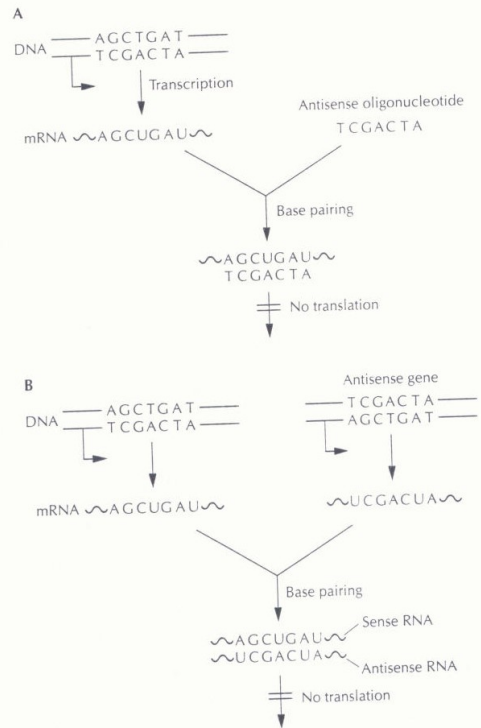 A
AGCTGAT
DNA
TCGACTA
Transcription
Antisense oligonucleotide
mRNA AGCUGAU
TCGACTA
Base pairing
AGCUGAU
TCGACTA
No translation
B
Antisense gene
AGCTGAT
DNA
TCGACTA
TCGACTA
AGCTGAT
mRNA AGCUGAU
UCGACUA
Base pairing
AGCUGAU Sense RNA
UCGACUA Antisense RNA
No translation